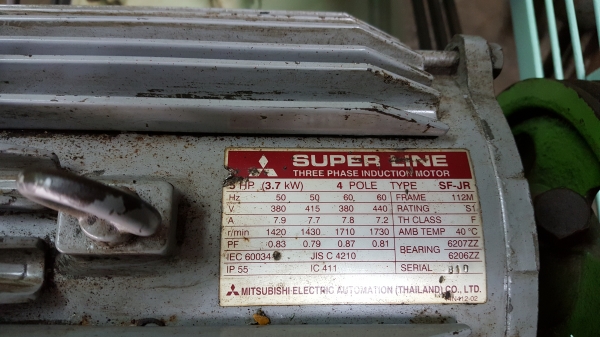 SUPER LINE
THREE PHASE INDUCTION MOTOR
5 HP (3.7 kW) 4 POLE TYPE SF-JR
Hz 50 50 60 60 FRAME 112M
V 380 415 380 440 RATING S1
A 7.9 7.7 7.8 7.2 TH CLASS F
r/min 1420 1430 1710 1730 AMB TEMP 40 °C
PF 0.83 0.79 0.87 0.81 BEARING 6207ZZ
IEC 60034 JIS C 4210 6206ZZ
IP 55 IC 411 SERIAL
MITSUBISHI ELECTRIC AUTOMATION (THAILAND) CO., LTD.